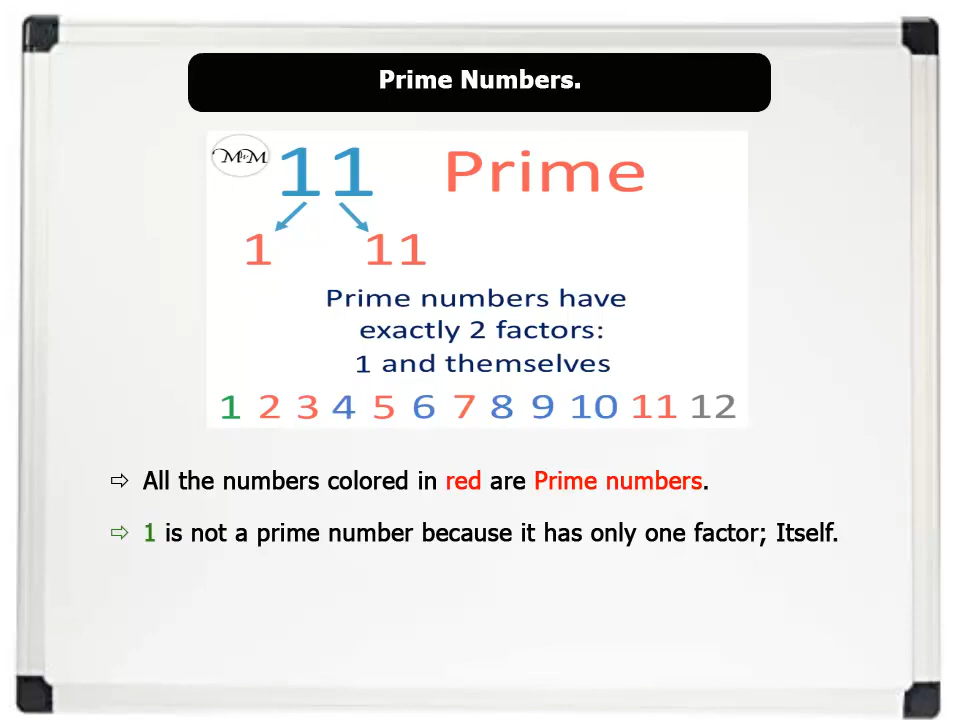 Prime Numbers.
MWM
11 Prime
1 11
Prime numbers have
exactly 2 factors:
1 and themselves
1 2 3 4 5 6 7 8 9 10 11 12
⇨ All the numbers colored in red are Prime numbers.
⇨ 1 is not a prime number because it has only one factor; Itself.